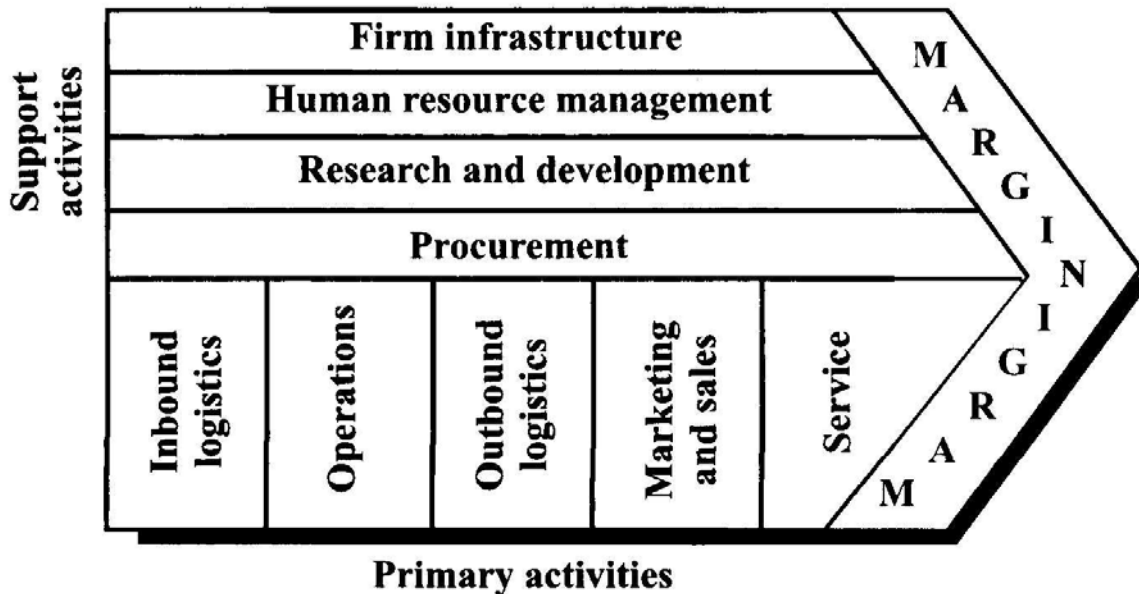 Firm infrastructure
Human resource management
Research and development
Procurement
Support
activities
Inbound
logistics
Operations
Outbound
logistics
Marketing
and sales
Service
MARGIN
MARGIN
Primary activities